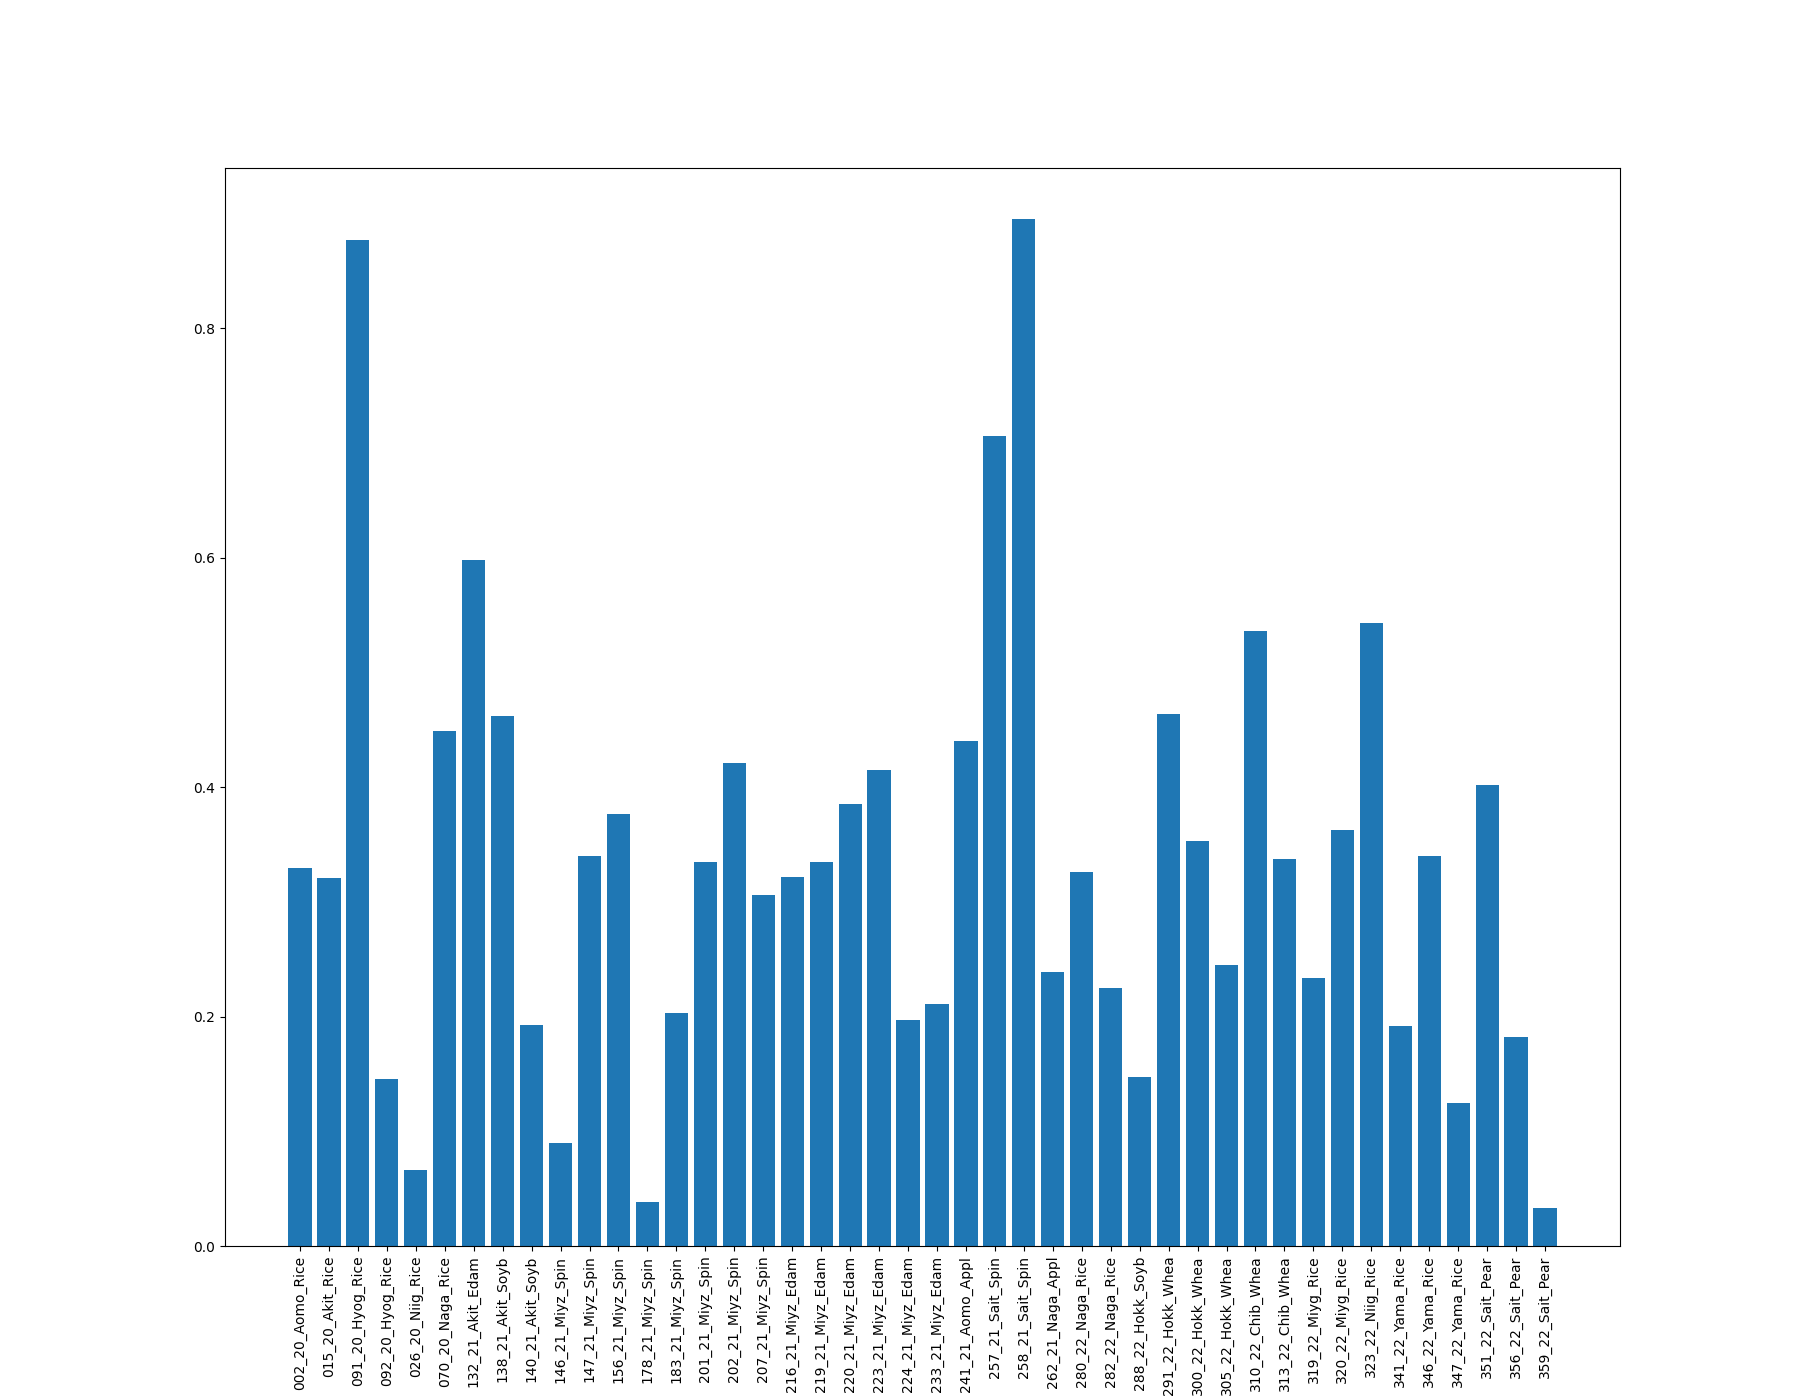 0.8
0.6
0.4
0.2
0.0
002_20_Aomo_Rice
015_20_Akit_Rice
091_20_Hyog_Rice
092_20_Hyog_Rice
026_20_Niig_Rice
070_20_Naga_Rice
132_21_Akit_Edam
138_21_Akit_Soyb
140_21_Akit_Soyb
146_21_Miyz_Spin
147_21_Miyz_Spin
156_21_Miyz_Spin
178_21_Miyz_Spin
183_21_Miyz_Spin
201_21_Miyz_Spin
202_21_Miyz_Spin
207_21_Miyz_Spin
216_21_Miyz_Edam
219_21_Miyz_Edam
220_21_Miyz_Edam
223_21_Miyz_Edam
224_21_Miyz_Edam
233_21_Miyz_Edam
241_21_Aomo_Appl
257_21_Sait_Spin
258_21_Sait_Spin
262_21_Naga_Appl
280_22_Naga_Rice
282_22_Naga_Rice
288_22_Hokk_Soyb
291_22_Hokk_Whea
300_22_Hokk_Whea
305_22_Hokk_Whea
310_22_Chib_Whea
313_22_Chib_Whea
319_22_Miyg_Rice
320_22_Miyg_Rice
323_22_Niig_Rice
341_22_Yama_Rice
346_22_Yama_Rice
347_22_Yama_Rice
351_22_Sait_Pear
356_22_Sait_Pear
359_22_Sait_Pear